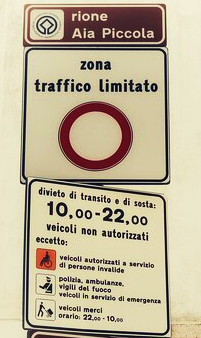 rione
Aia Piccola
zona
traffico limitato
divieto di transito e di sosta:
10,00-22,00
veicoli non autorizzati
eccetto:
veicoli autorizzati a servizio
di persone invalide
polizia, ambulanze,
vigili del fuoco
veicoli in servizio di emergenza
veicoli merci
orario: 22,00 - 10,00